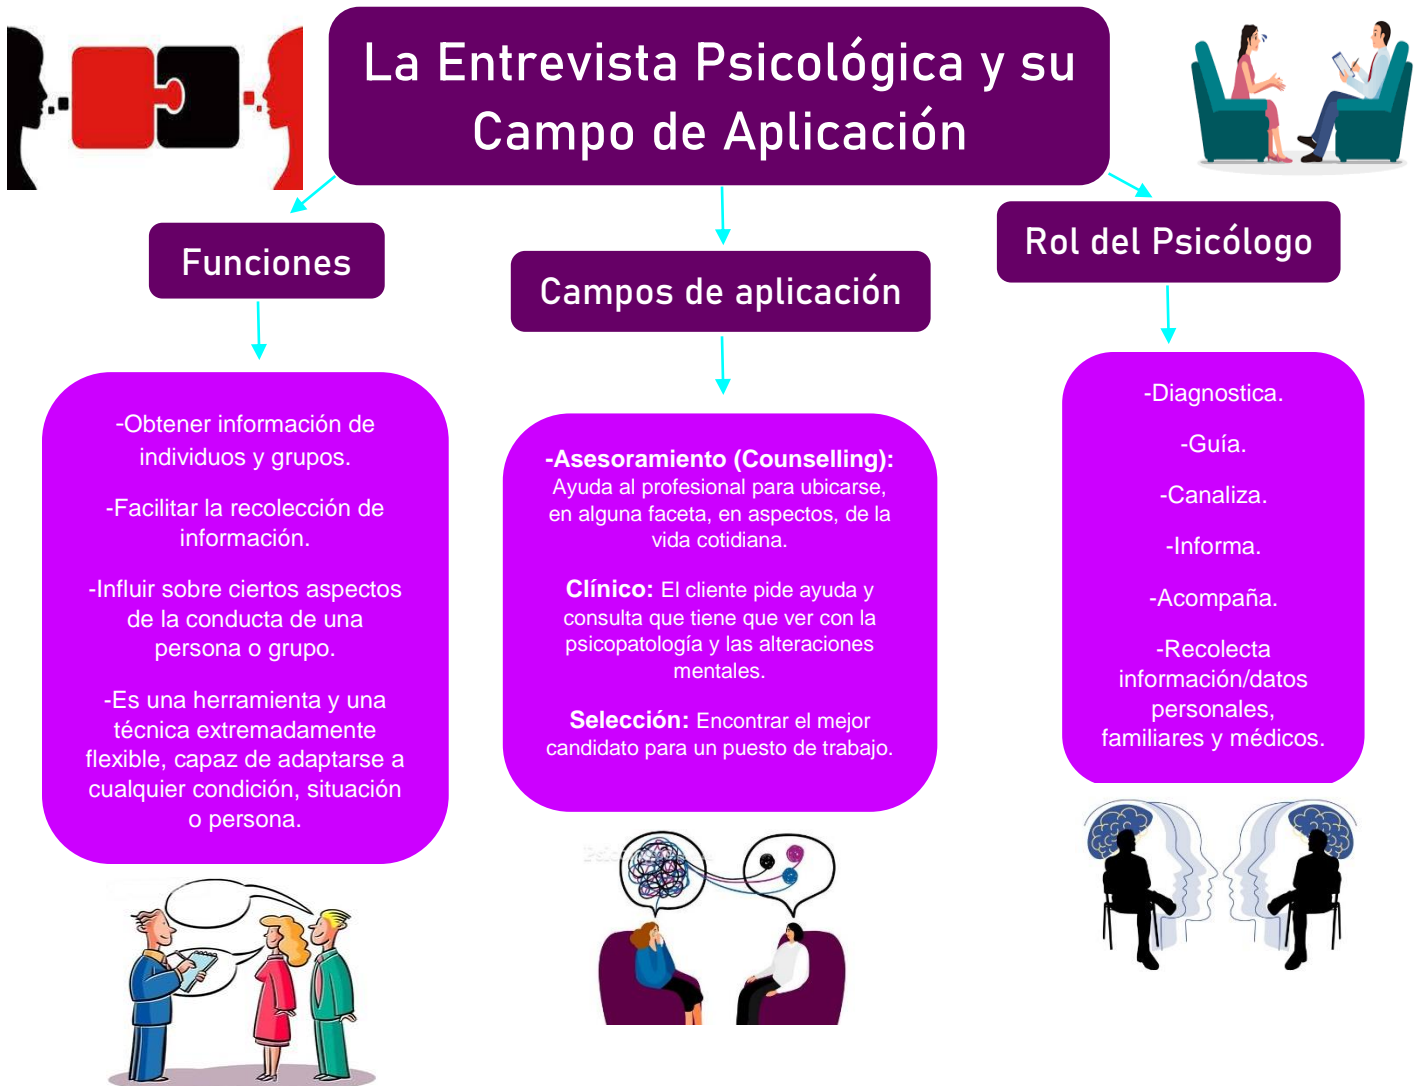 La Entrevista Psicológica y su
Campo de Aplicación
Funciones
-Obtener información de
individuos y grupos.
-Facilitar la recolección de
información.
-Influir sobre ciertos aspectos
de la conducta de una
persona o grupo.
-Es una herramienta y una
técnica extremadamente
flexible, capaz de adaptarse a
cualquier condición, situación
o persona.
Campos de aplicación
-Asesoramiento (Counselling):
Ayuda al profesional para ubicarse,
en alguna faceta, en aspectos, de la
vida cotidiana.
Clínico: El cliente pide ayuda y
consulta que tiene que ver con la
psicopatología y las alteraciones
mentales.
Selección: Encontrar el mejor
candidato para un puesto de trabajo.
Rol del Psicólogo
-Diagnostica.
-Guía.
-Canaliza.
-Informa.
-Acompaña.
-Recolecta
información/datos
personales,
familiares y médicos.